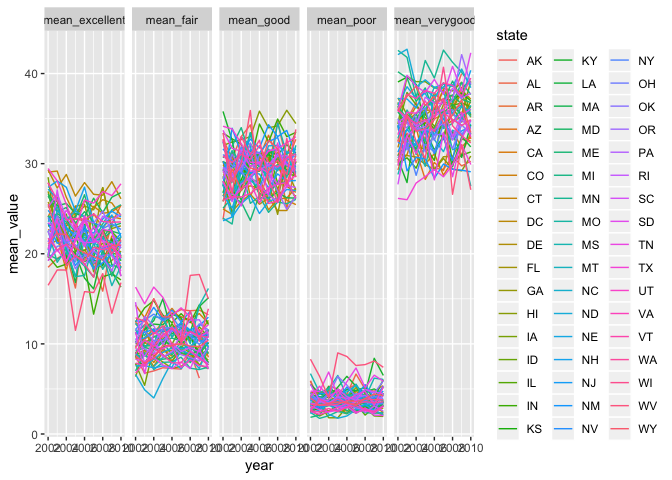 mean_excellent mean_fair mean_good mean_poor mean_verygood
state
AK KY NY
AL LA OH
AR MA OK
AZ MD OR
CA ME PA
CO MI RI
CT MN SC
DC MO SD
DE MS TN
FL MT TX
GA NC UT
HI ND VA
IA NE VT
ID NH WA
IL NJ WI
IN NM WV
KS NV WY
mean_value
40
30
20
10
0
2010
year